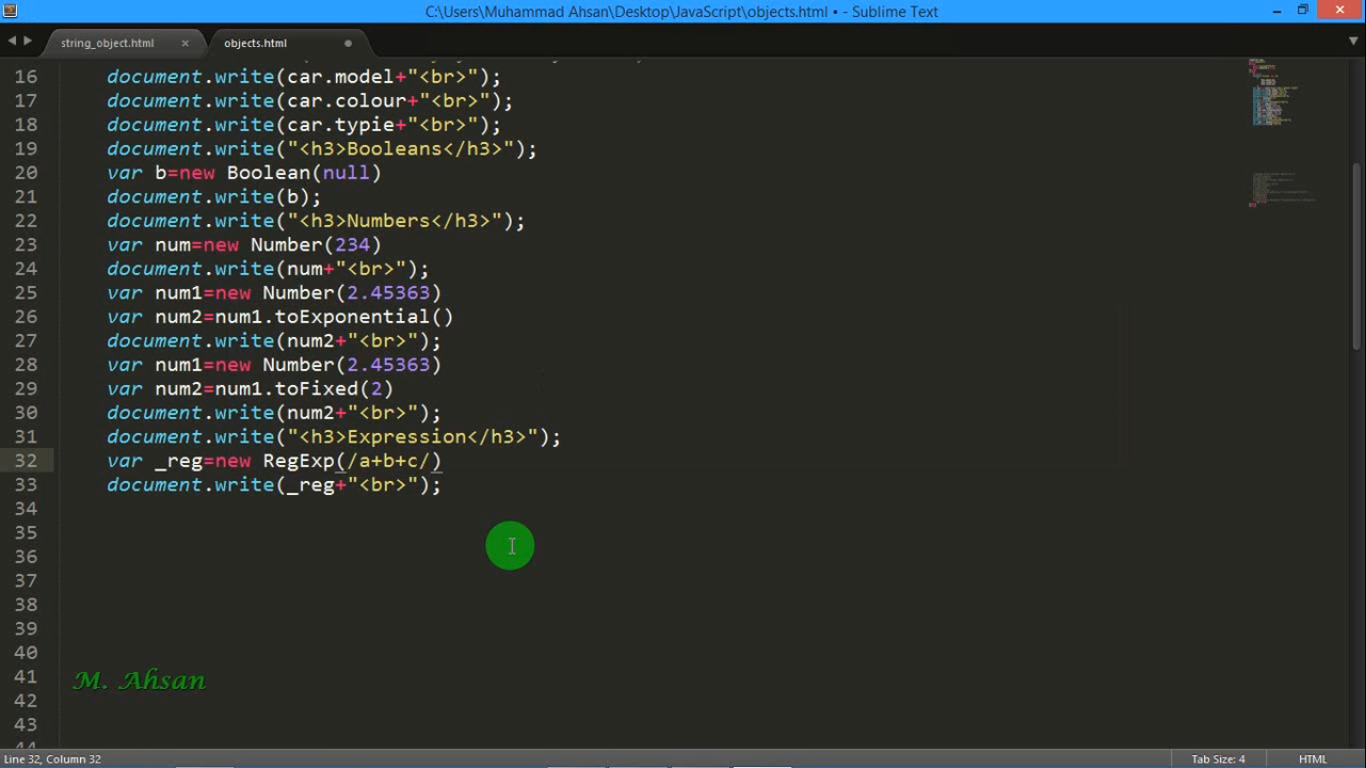 C:\Users\Muhammad Ahsan\Desktop\JavaScript\objects.html • - Sublime Text
string_object.html × objects.html
16 document.write(car.model+"<br>");
17 document.write(car.colour+"<br>");
18 document.write(car.typie+"<br>");
19 document.write("<h3>Booleans</h3>");
20 var b=new Boolean(null)
21 document.write(b);
22 document.write("<h3>Numbers</h3>");
23 var num=new Number(234)
24 document.write(num+"<br>");
25 var num1=new Number(2.45363)
26 var num2=num1.toExponential()
27 document.write(num2+"<br>");
28 var num1=new Number(2.45363)
29 var num2=num1.toFixed(2)
30 document.write(num2+"<br>");
31 document.write("<h3>Expression</h3>");
32 var _reg=new RegExp(/a+b+c/)
33 document.write(_reg+"<br>");
34
35
36
37
38
39
40
41 M. Ahsan
42
43
44
Line 32, Column 32 Tab Size: 4 HTML